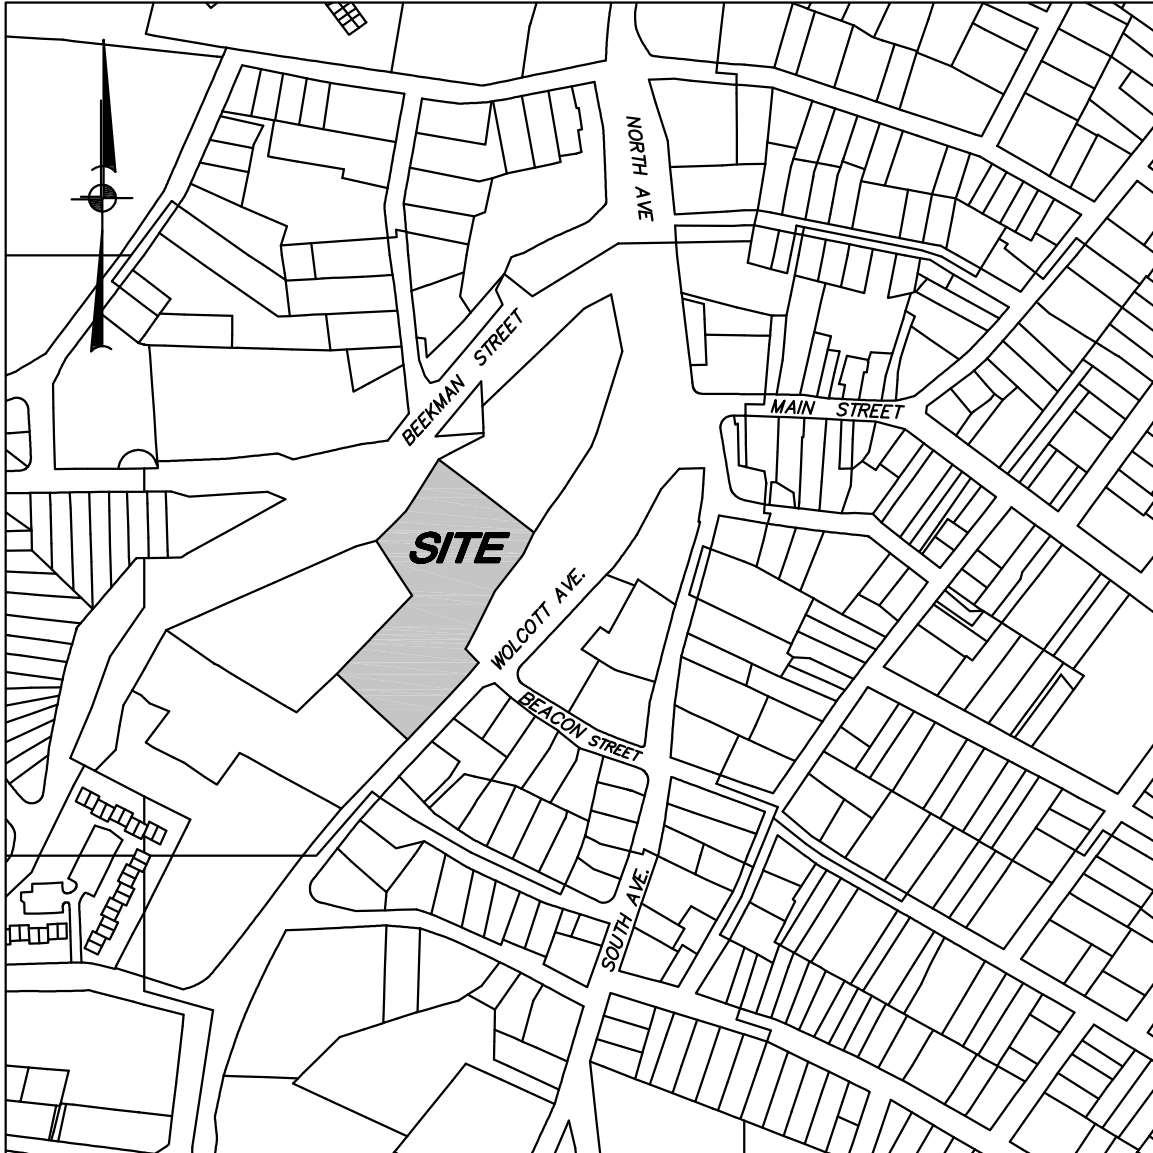 NORTH AVE
BEEKMAN STREET
MAIN STREET
SITE
WOLCOTT AVE.
BEACON STREET
SOUTH AVE.